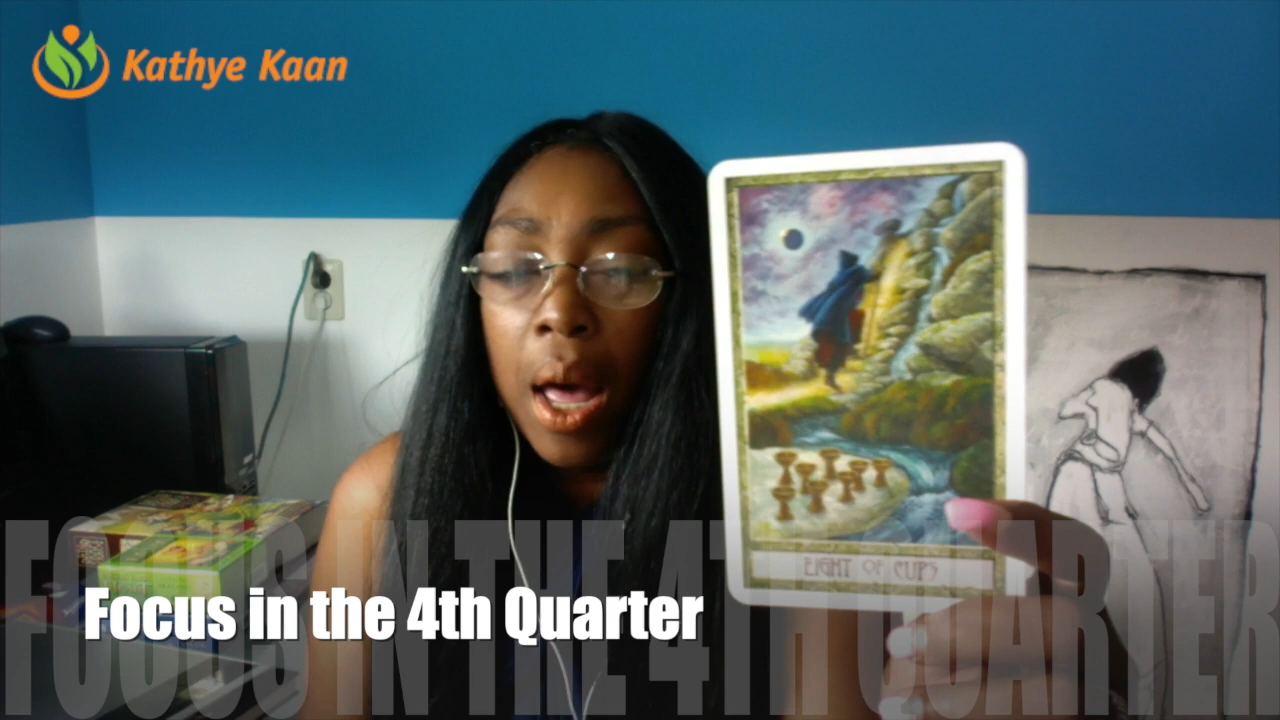 Kathye Kaan
EIGHT OF CUPS
Focus in the 4th Quarter
FOCUS IN THE 4TH QUARTER